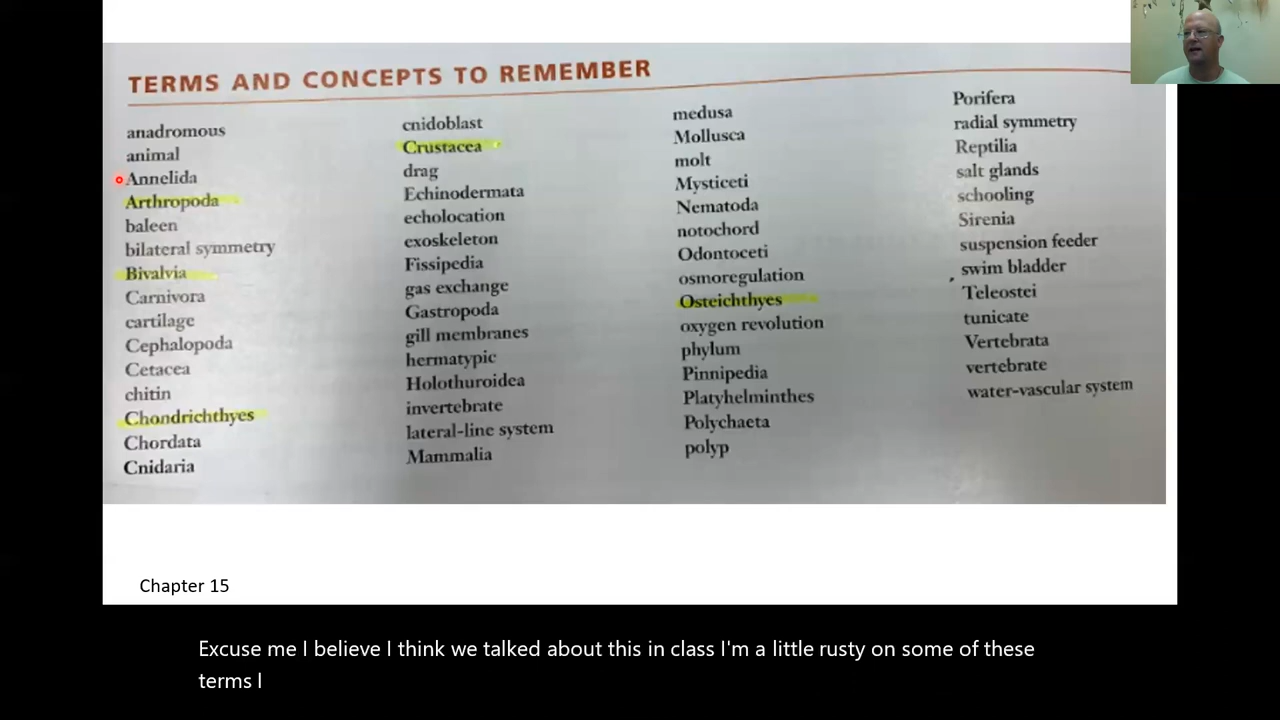 TERMS AND CONCEPTS TO REMEMBER
anadromous
animal
Annelida
Arthropoda
baleen
bilateral symmetry
Bivalvia
Carnivora
cartilage
Cephalopoda
Cetacea
chitin
Chondrichthyes
Chordata
Cnidaria
cnidoblast
Crustacea
drag
Echinodermata
echolocation
exoskeleton
Fissipedia
gas exchange
Gastropoda
gill membranes
hermatypic
Holothuroidea
invertebrate
lateral-line system
Mammalia
medusa
Mollusca
molt
Mysticeti
Nematoda
notochord
Odontoceti
osmoregulation
Osteichthyes
oxygen revolution
phylum
Pinnipedia
Platyhelminthes
Polychaeta
polyp
Porifera
radial symmetry
Reptilia
salt glands
schooling
Sirenia
suspension feeder
swim bladder
Teleostei
tunicate
Vertebrata
vertebrate
water-vascular system
Chapter 15
Excuse me I believe I think we talked about this in class I'm a little rusty on some of these
terms I